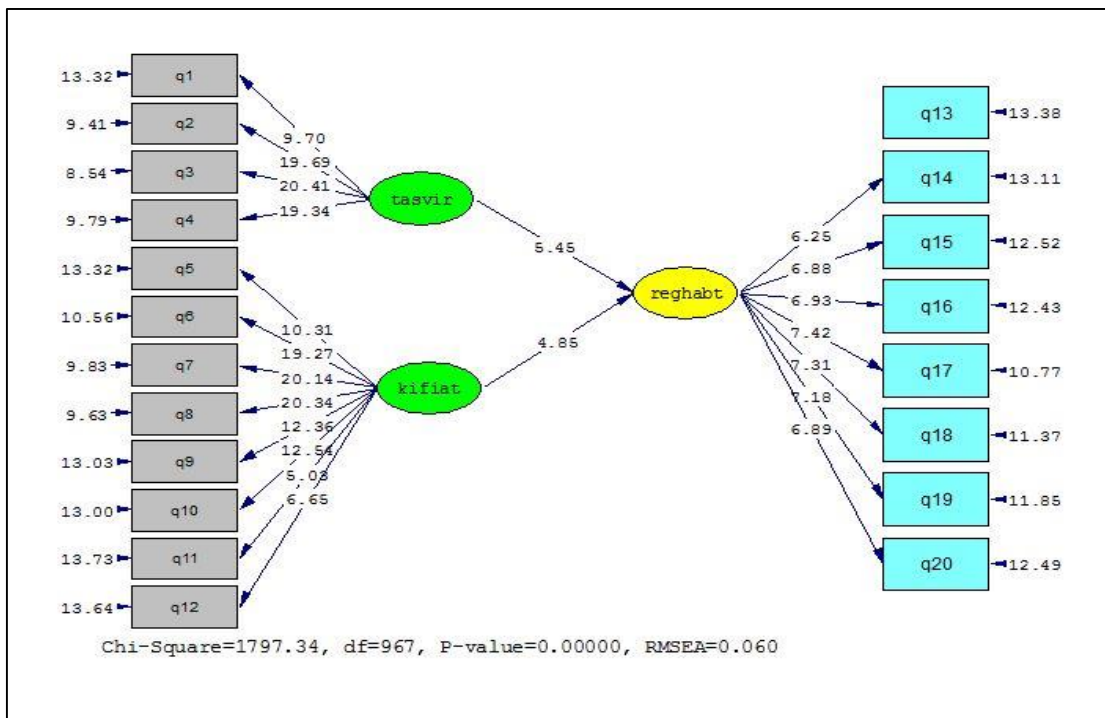 13.32 q1
9.41 q2
8.54 q3
9.79 q4
13.32 q5
10.56 q6
9.83 q7
9.63 q8
13.03 q9
13.00 q10
13.73 q11
13.64 q12
9.70
19.69
20.41
19.34
tasvir
10.31
19.27
20.14
20.34
12.36
12.54
5.03
6.65
kifiat
5.45
4.85
reghabt
6.25
6.88
6.93
7.42
7.31
7.18
6.89
q13 13.38
q14 13.11
q15 12.52
q16 12.43
q17 10.77
q18 11.37
q19 11.85
q20 12.49
Chi-Square=1797.34, df=967, P-value=0.00000, RMSEA=0.060